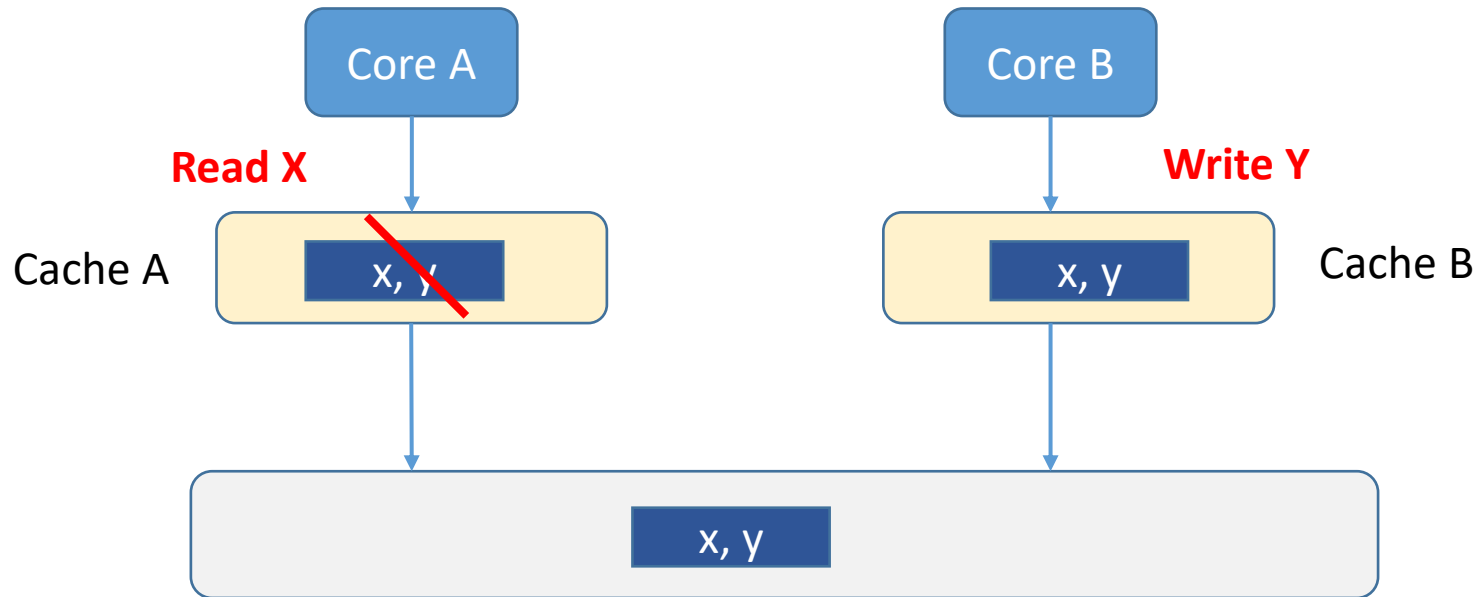 Core A
Core B
Read X
Write Y
Cache A
x, y
x, y
Cache B
x, y